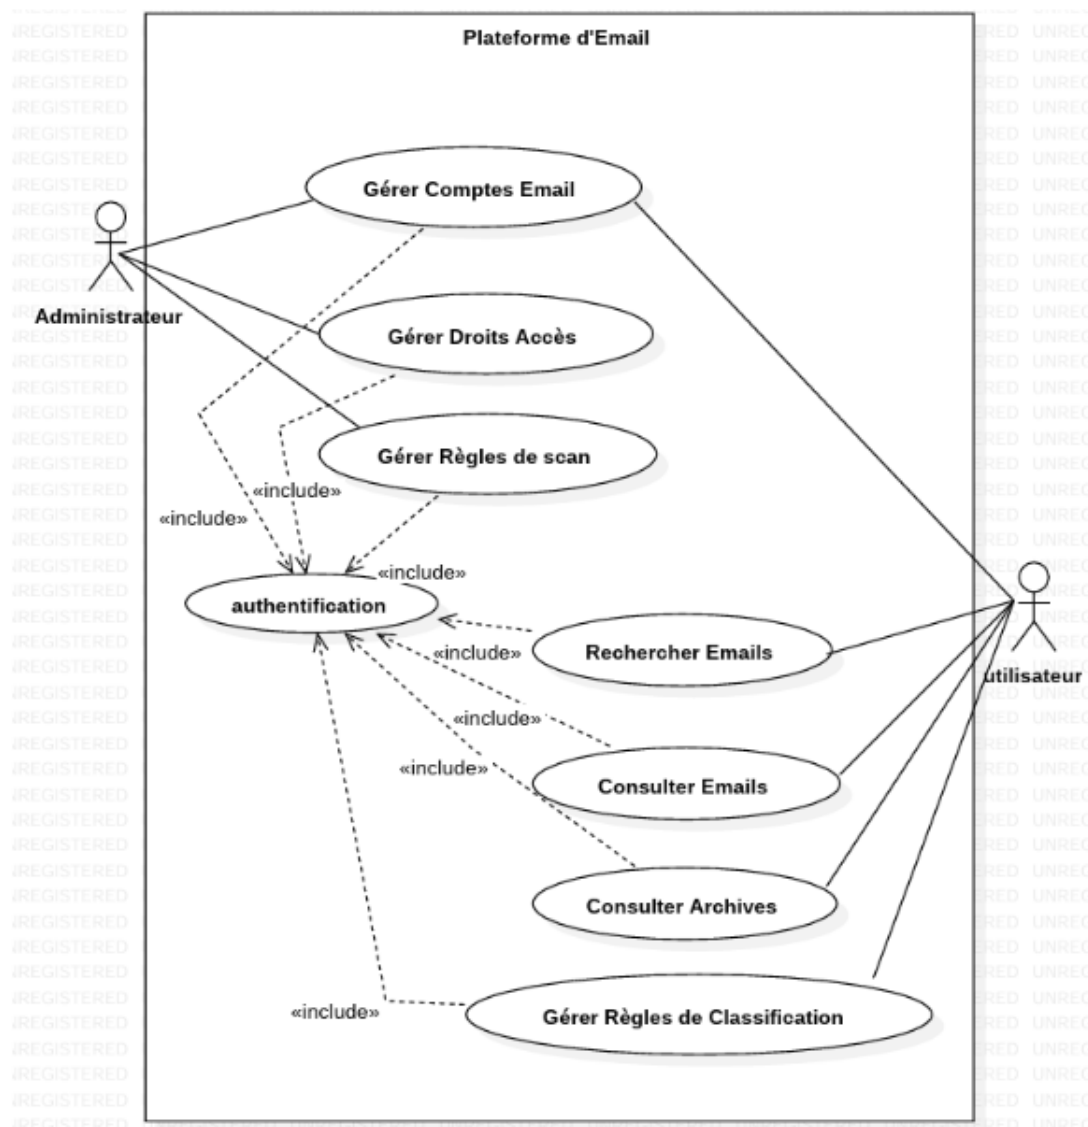 Plateforme d'Email
Gérer Comptes Email
Administrateur
Gérer Droits Accès
Gérer Règles de scan
«include»
«include»
«include»
authentification
Rechercher Emails
«include»
utilisateur
«include»
«include»
Consulter Emails
Consulter Archives
«include»
Gérer Règles de Classification
UNREGISTERED